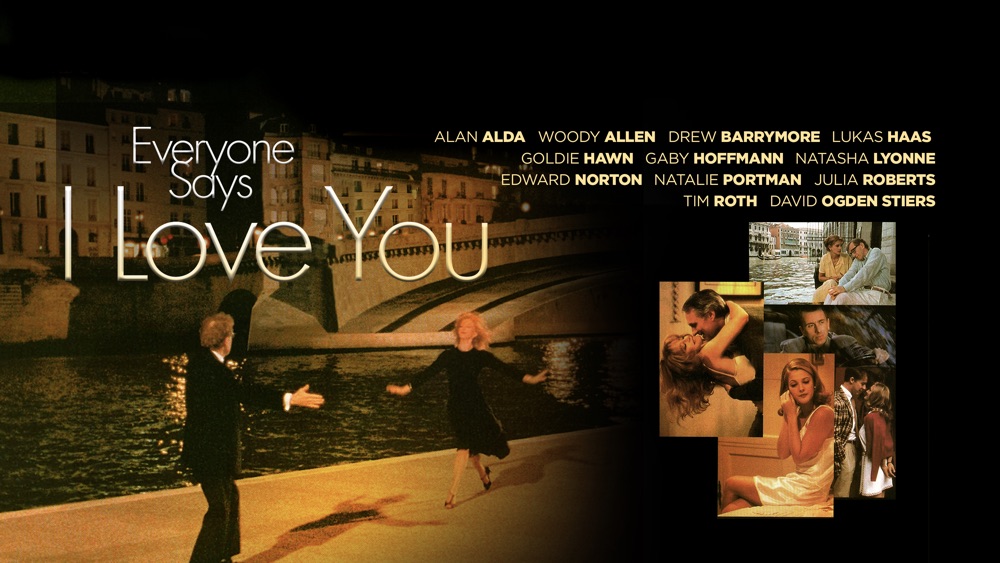 Everyone
Says
I Love You
ALAN ALDA WOODY ALLEN DREW BARRYMORE LUKAS HAAS
GOLDIE HAWN GABY HOFFMANN NATASHA LYONNE
EDWARD NORTON NATALIE PORTMAN JULIA ROBERTS
TIM ROTH DAVID OGDEN STIERS